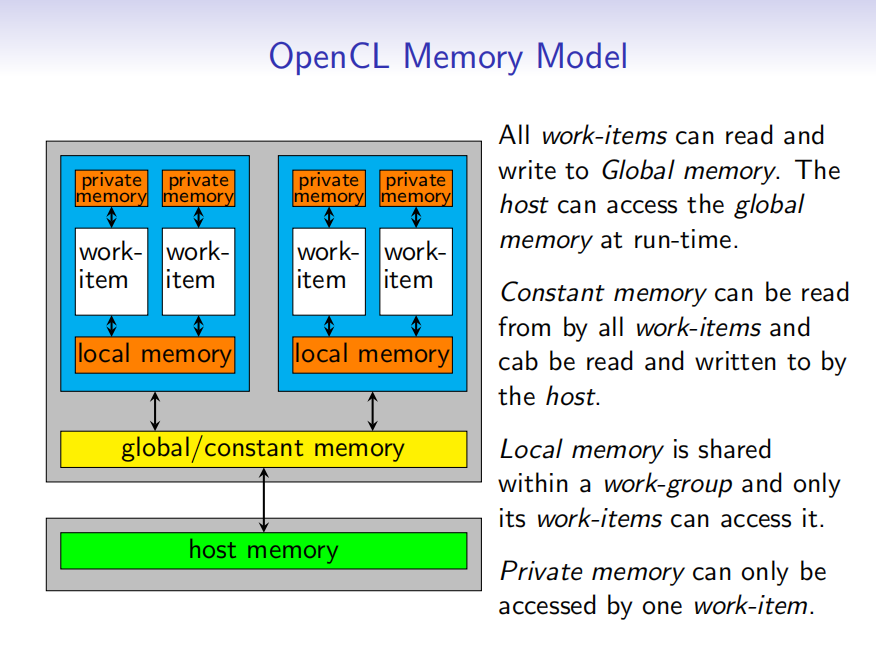 OpenCL Memory Model
private
memory
private
memory
private
memory
private
memory
work-
item
work-
item
work-
item
work-
item
local memory
local memory
global/constant memory
host memory
All work-items can read and
write to Global memory. The
host can access the global
memory at run-time.
Constant memory can be read
from by all work-items and
cab be read and written to by
the host.
Local memory is shared
within a work-group and only
its work-items can access it.
Private memory can only be
accessed by one work-item.